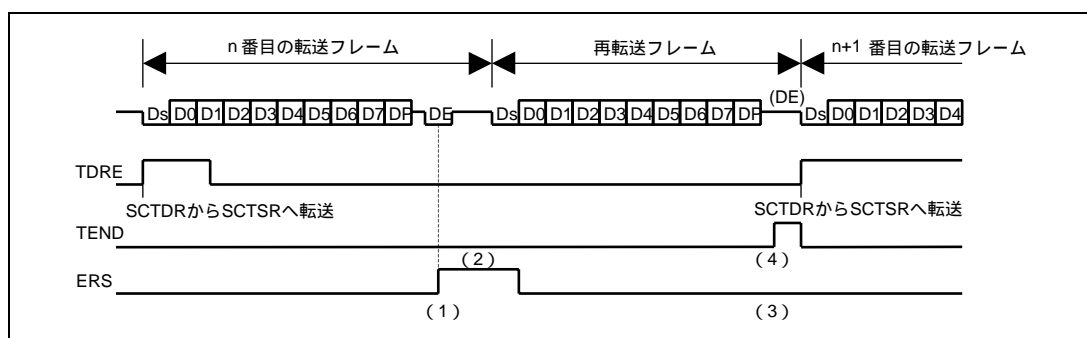 n 番目の転送フレーム 再転送フレーム n+1 番目の転送フレーム
(DE)
Ds D0 D1 D2 D3 D4 D5 D6 D7 DP DE Ds D0 D1 D2 D3 D4 D5 D6 D7 DP Ds D0 D1 D2 D3 D4
TDRE
SCTDRからSCTSRへ転送 SCTDRからSCTSRへ転送
TEND
(2) (4)
ERS
(1) (3)